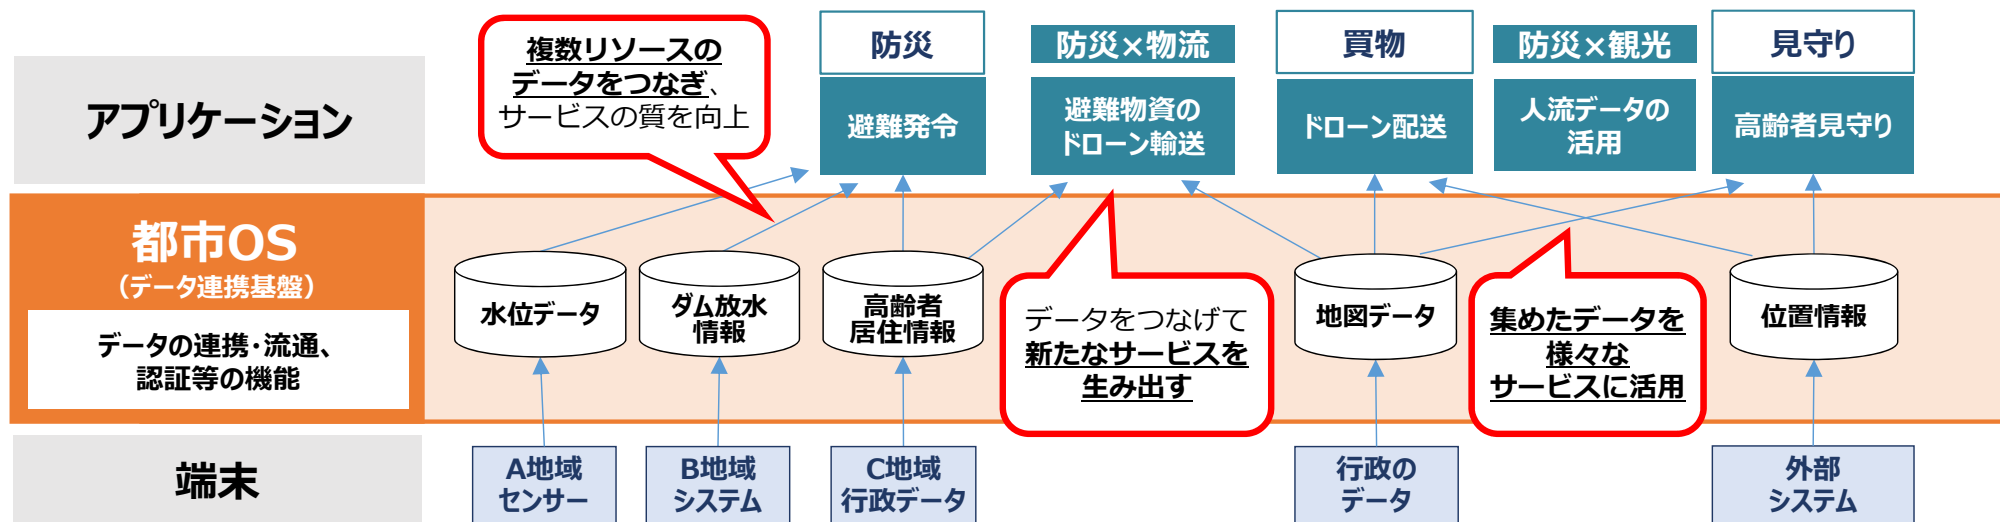 アプリケーション
複数リソースの
データをつなぎ、
サービスの質を向上
防災
避難発令
防災×物流
避難物資の
ドローン輸送
買物
ドローン配送
防災×観光
人流データの
活用
見守り
高齢者見守り
都市OS
（データ連携基盤）
データの連携・流通、
認証等の機能
水位データ
ダム放水
情報
高齢者
居住情報
データをつなげて
新たなサービスを
生み出す
地図データ
集めたデータを
様々な
サービスに活用
位置情報
端末
A地域
センサー
B地域
システム
C地域
行政データ
行政の
データ
外部
システム